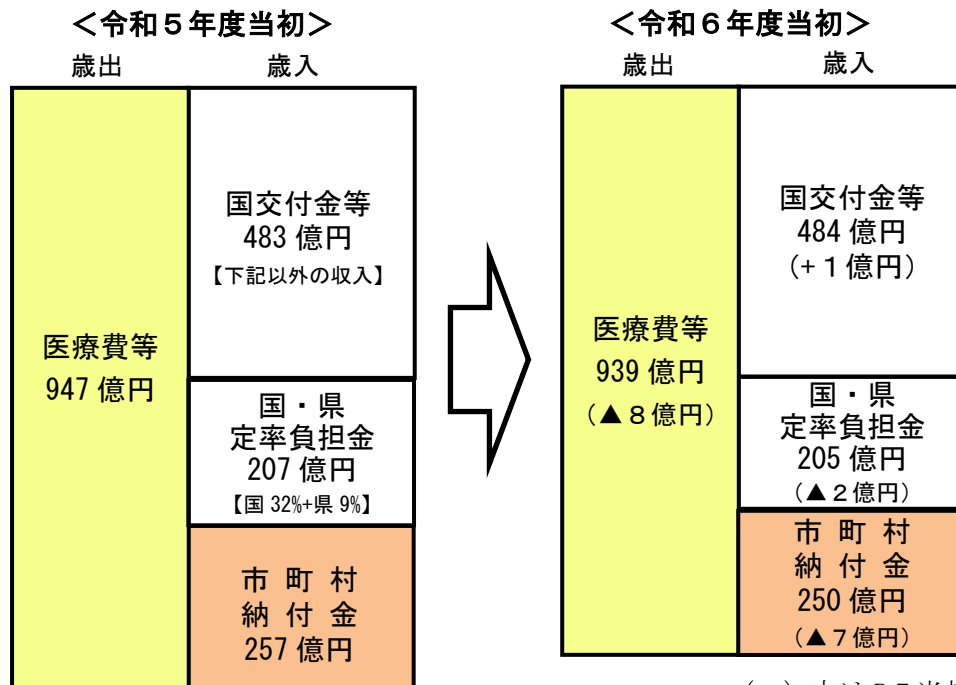 ＜令和５年度当初＞
歳出
歳入
医療費等
947 億円
国交付金等
483 億円
【下記以外の収入】
国・県
定率負担金
207 億円
【国 32%+県 9%】
市 町 村
納 付 金
257 億円
＜令和６年度当初＞
歳出
歳入
医療費等
939 億円
（▲８億円）
国交付金等
484 億円
（+１億円）
国・県
定率負担金
205 億円
（▲２億円）
市 町 村
納 付 金
250 億円
（▲７億円）